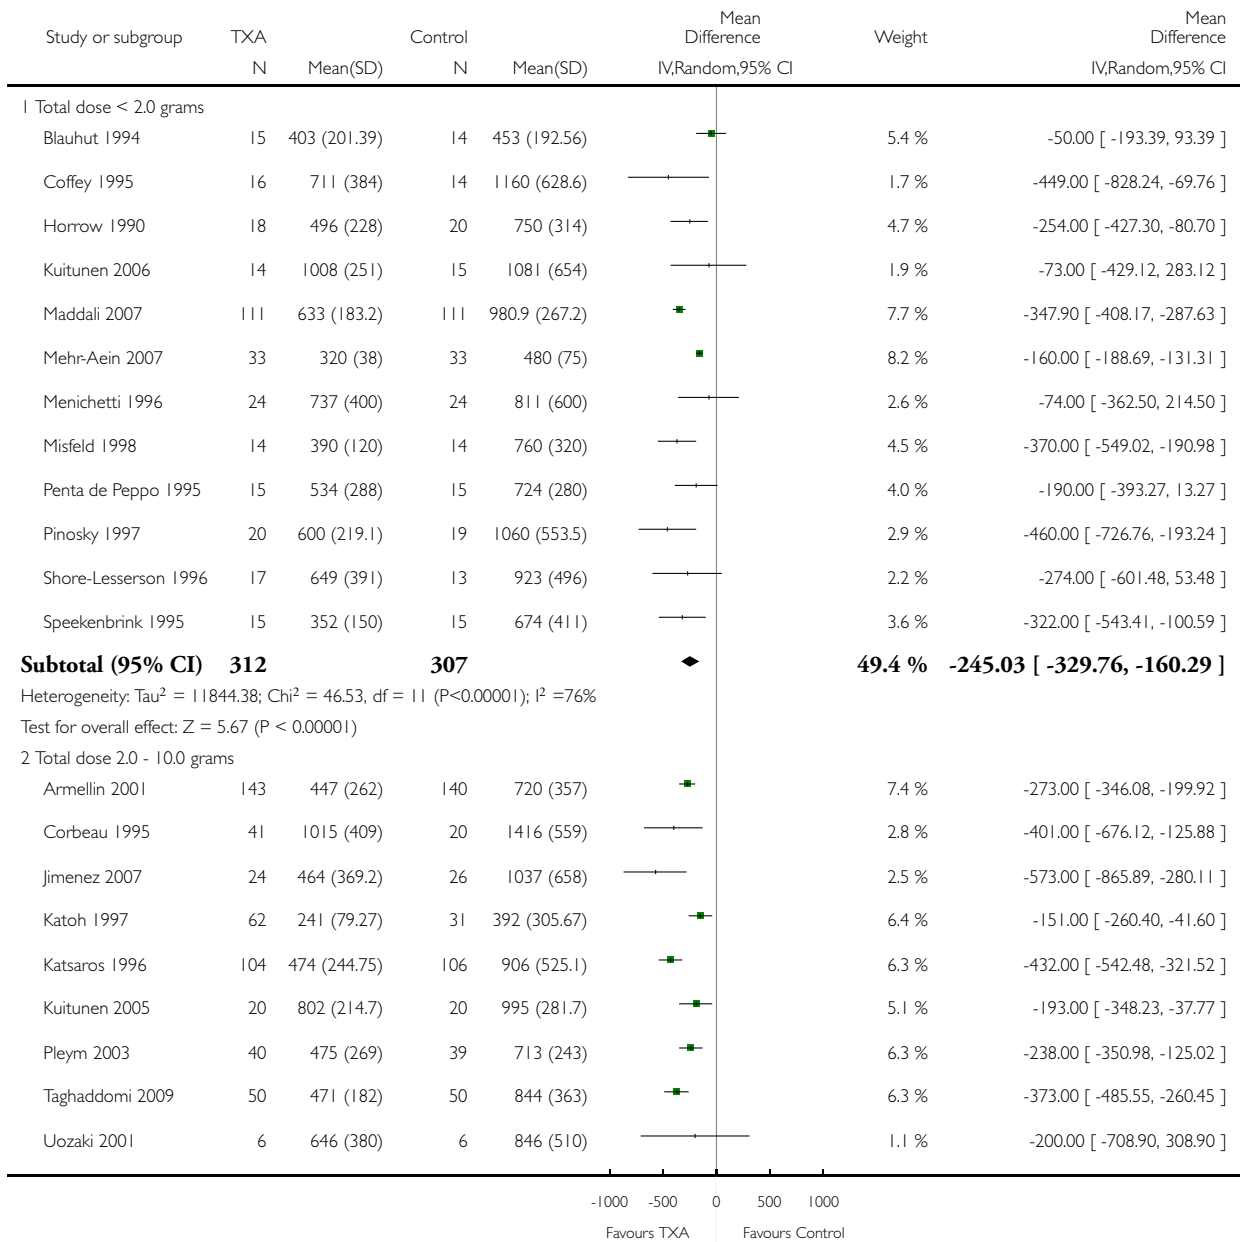 Study or subgroup TXA Control Mean Difference Weight Mean Difference
N Mean(SD) N Mean(SD) IV,Random,95% CI IV,Random,95% CI
1 Total dose < 2.0 grams
Blauhut 1994 15 403 (201.39) 14 453 (192.56) 5.4 % -50.00 [ -193.39, 93.39 ]
Coffey 1995 16 711 (384) 14 1160 (628.6) 1.7 % -449.00 [ -828.24, -69.76 ]
Horrow 1990 18 496 (228) 20 750 (314) 4.7 % -254.00 [ -427.30, -80.70 ]
Kuitunen 2006 14 1008 (251) 15 1081 (654) 1.9 % -73.00 [ -429.12, 283.12 ]
Maddali 2007 111 633 (183.2) 111 980.9 (267.2) 7.7 % -347.90 [ -408.17, -287.63 ]
Mehr-Aein 2007 33 320 (38) 33 480 (75) 8.2 % -160.00 [ -188.69, -131.31 ]
Menichetti 1996 24 737 (400) 24 811 (600) 2.6 % -74.00 [ -362.50, 214.50 ]
Misfeld 1998 14 390 (120) 14 760 (320) 4.5 % -370.00 [ -549.02, -190.98 ]
Penta de Peppo 1995 15 534 (288) 15 724 (280) 4.0 % -190.00 [ -393.27, 13.27 ]
Pinosky 1997 20 600 (219.1) 19 1060 (553.5) 2.9 % -460.00 [ -726.76, -193.24 ]
Shore-Lesserson 1996 17 649 (391) 13 923 (496) 2.2 % -274.00 [ -601.48, 53.48 ]
Speekenbrink 1995 15 352 (150) 15 674 (411) 3.6 % -322.00 [ -543.41, -100.59 ]
Subtotal (95% CI) 312 307 49.4 % -245.03 [ -329.76, -160.29 ]
Heterogeneity: Tau² = 11844.38; Chi² = 46.53, df = 11 (P<0.00001); I² =76%
Test for overall effect: Z = 5.67 (P < 0.00001)
2 Total dose 2.0 - 10.0 grams
Armellin 2001 143 447 (262) 140 720 (357) 7.4 % -273.00 [ -346.08, -199.92 ]
Corbeau 1995 41 1015 (409) 20 1416 (559) 2.8 % -401.00 [ -676.12, -125.88 ]
Jimenez 2007 24 464 (369.2) 26 1037 (658) 2.5 % -573.00 [ -865.89, -280.11 ]
Katoh 1997 62 241 (79.27) 31 392 (305.67) 6.4 % -151.00 [ -260.40, -41.60 ]
Katsaros 1996 104 474 (244.75) 106 906 (525.1) 6.3 % -432.00 [ -542.48, -321.52 ]
Kuitunen 2005 20 802 (214.7) 20 995 (281.7) 5.1 % -193.00 [ -348.23, -37.77 ]
Pleym 2003 40 475 (269) 39 713 (243) 6.3 % -238.00 [ -350.98, -125.02 ]
Taghaddomi 2009 50 471 (182) 50 844 (363) 6.3 % -373.00 [ -485.55, -260.45 ]
Uozaki 2001 6 646 (380) 6 846 (510) 1.1 % -200.00 [ -708.90, 308.90 ]
-1000 -500 0 500 1000
Favours TXA Favours Control